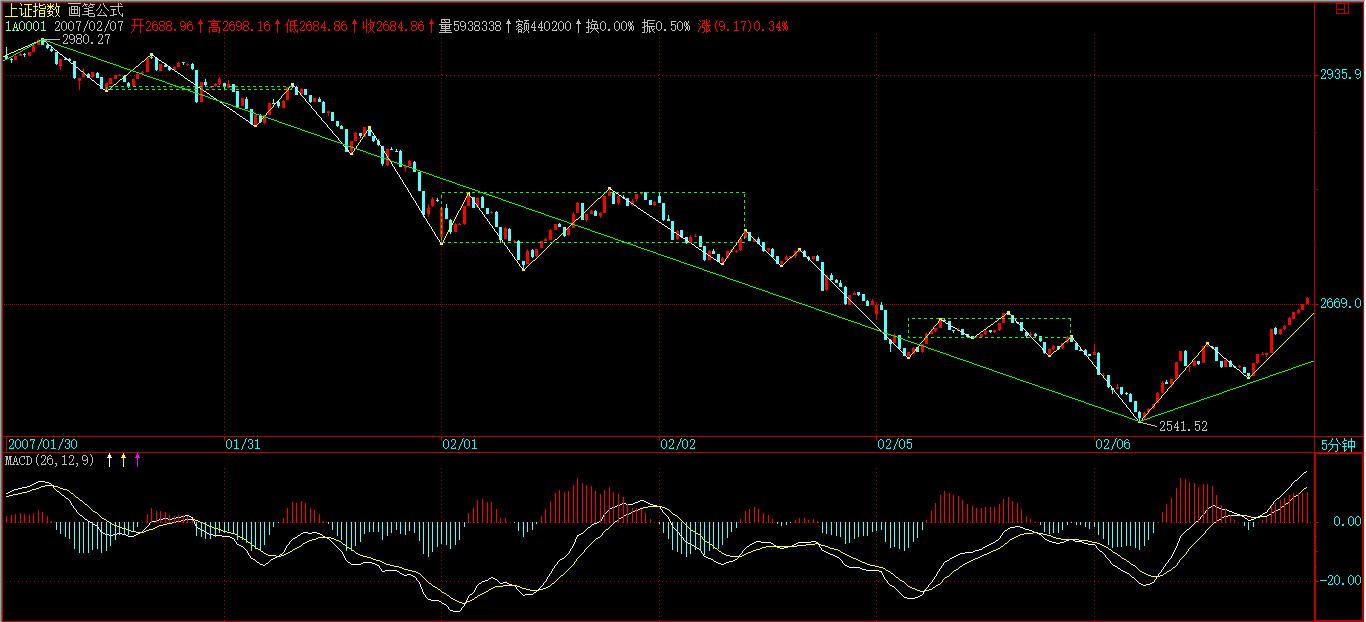 上证指数 画笔公式
1A0001 2007/02/07 开2688.96↑高2698.16↑低2684.86↑收2684.86↑量5938338↑额440200↑换0.00% 振0.50% 涨(9.17)0.34%
2980.27
2935.9
2669.0
2541.52
2007/01/30 01/31 02/01 02/02 02/05 02/06 5分钟
MACD(26,12,9) ↑ ↑ ↑
0.00
-20.00